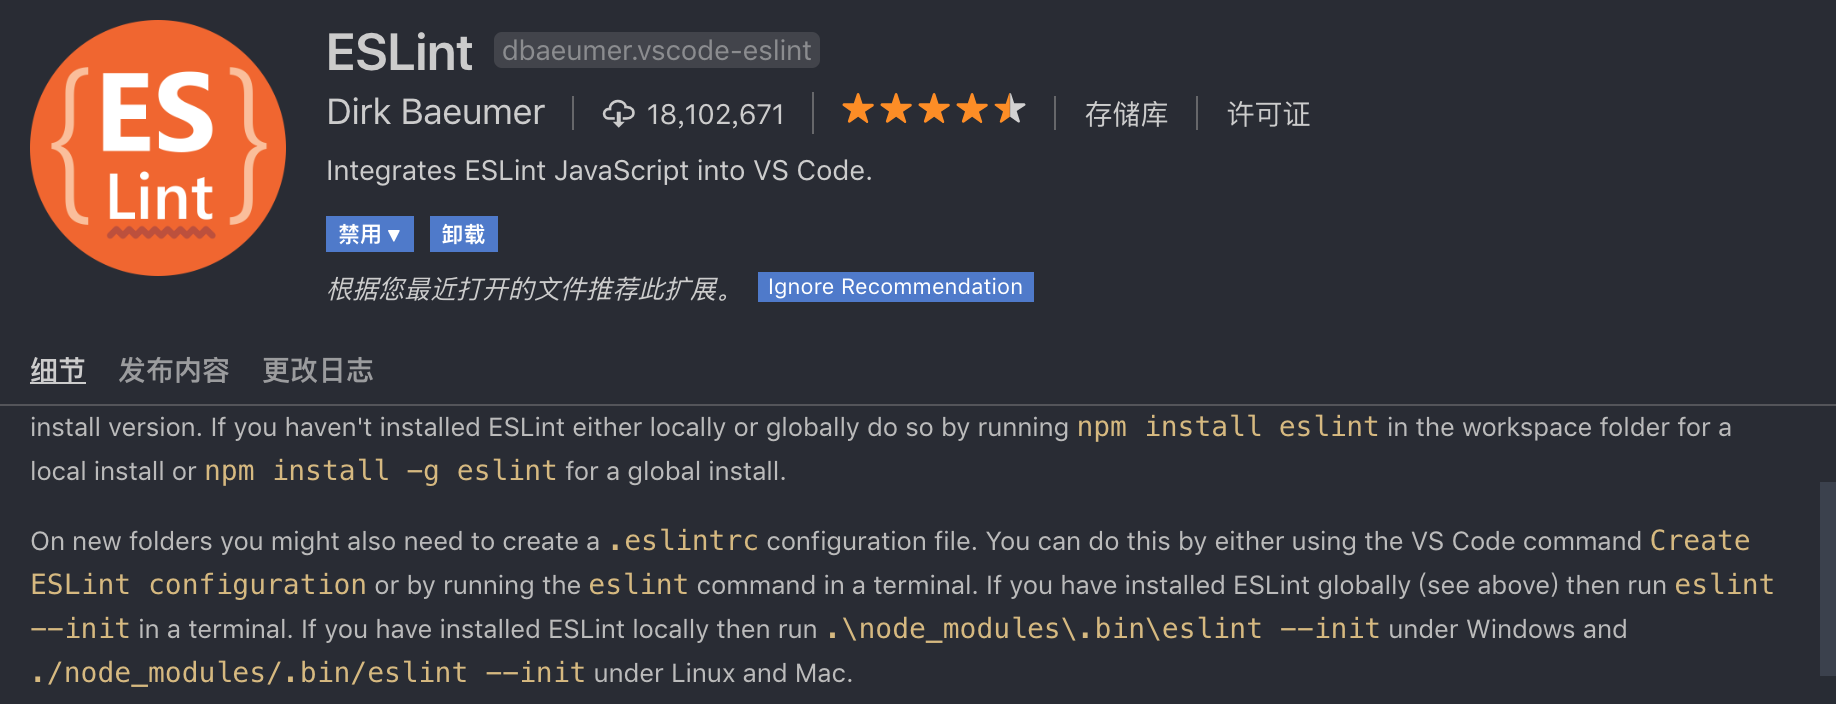 {ES}
Lint
ESLint dbaeumer.vscode-eslint
Dirk Baeumer | 18,102,671 | 存储库 | 许可证
Integrates ESLint JavaScript into VS Code.
禁用▼ 卸载
根据您最近打开的文件推荐此扩展。 Ignore Recommendation
细节 发布内容 更改日志
install version. If you haven't installed ESLint either locally or globally do so by running npm install eslint in the workspace folder for a
local install or npm install -g eslint for a global install.
On new folders you might also need to create a .eslintrc configuration file. You can do this by either using the VS Code command Create
ESLint configuration or by running the eslint command in a terminal. If you have installed ESLint globally (see above) then run eslint
--init in a terminal. If you have installed ESLint locally then run .\node_modules\.bin\eslint --init under Windows and
./node_modules/.bin/eslint --init under Linux and Mac.